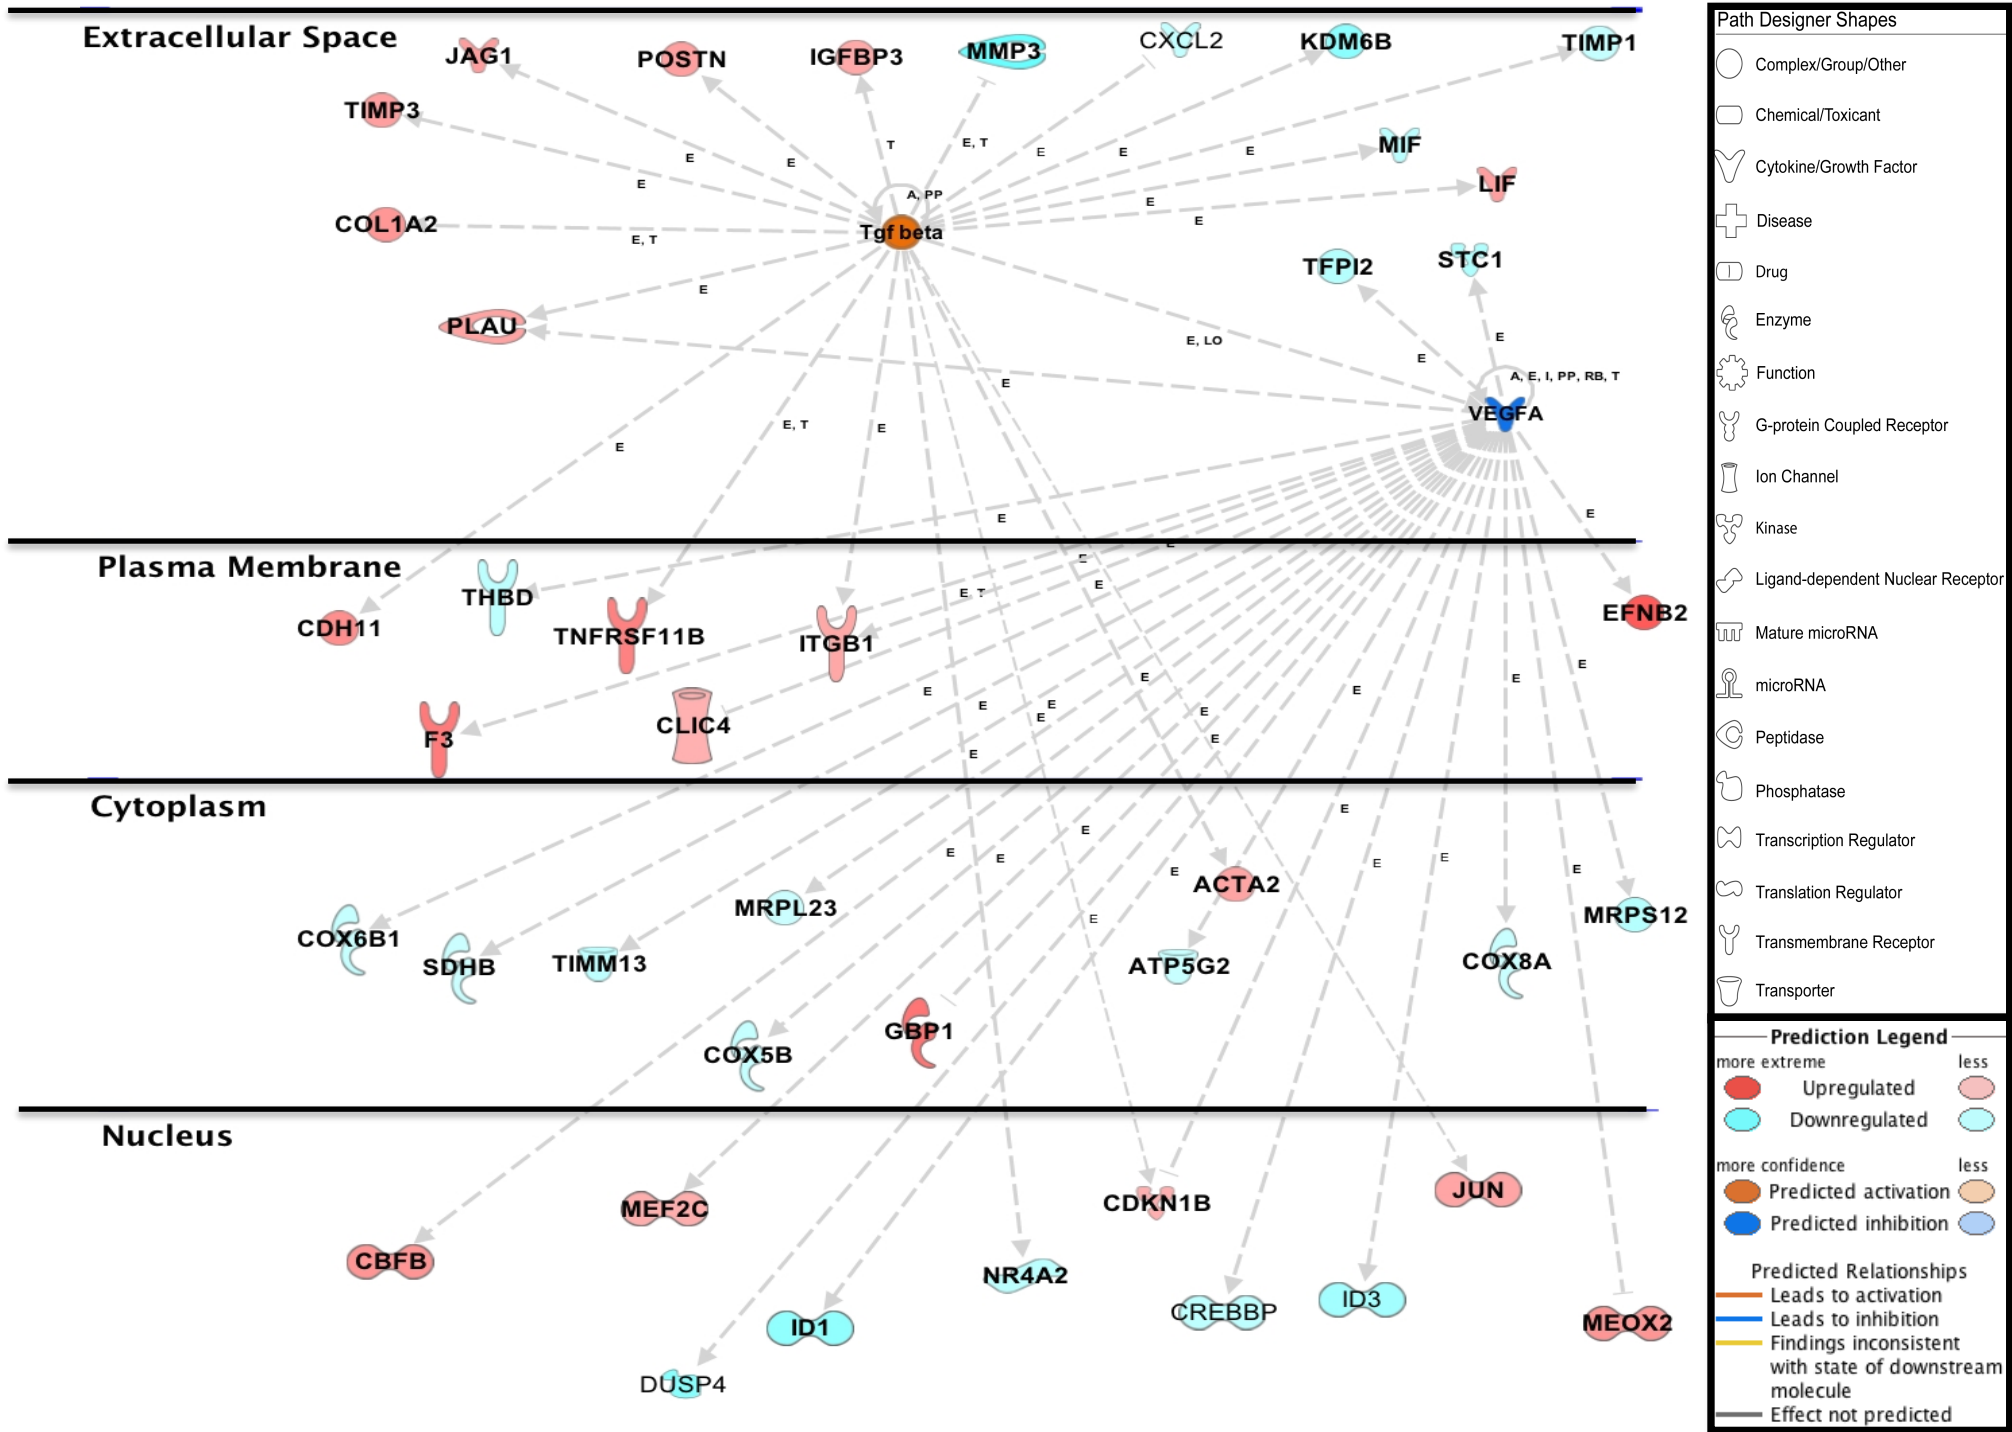 Extracellular Space
JAG1
POSTN
IGFBP3
MMP3
CXCL2
KDM6B
TIMP1
TIMP3
MIF
LIF
COL1A2
Tgf beta
A, PP
TFPI2
STC1
PLAU
VEGFA
A, E, I, PP, RB, T
E
E
E
T
E, T
E
E
E
E
E
E, T
E
E, LO
E
E
E
E, T
E
E
E
E
E
Plasma Membrane
E
E
E
E, T
THBD
CDH11
TNFRSF11B
ITGB1
EFNB2
F3
CLIC4
E
E
E
E
E
E
E
E
E
E
E
Cytoplasm
E
E
E
E
E
E
E
E
E
ACTA2
MRPL23
MRPS12
COX6B1
SDHB
TIMM13
ATP5G2
COX8A
GBP1
COX5B
Nucleus
MEF2C
CDKN1B
JUN
CBFB
NR4A2
CREBBP
ID3
ID1
MEOX2
DUSP4
Path Designer Shapes
Complex/Group/Other
Chemical/Toxicant
Cytokine/Growth Factor
Disease
Drug
Enzyme
Function
G-protein Coupled Receptor
Ion Channel
Kinase
Ligand-dependent Nuclear Receptor
Mature microRNA
microRNA
Peptidase
Phosphatase
Transcription Regulator
Translation Regulator
Transmembrane Receptor
Transporter
Prediction Legend
more extreme less
Upregulated
Downregulated
more confidence less
Predicted activation
Predicted inhibition
Predicted Relationships
Leads to activation
Leads to inhibition
Findings inconsistent
with state of downstream
molecule
Effect not predicted